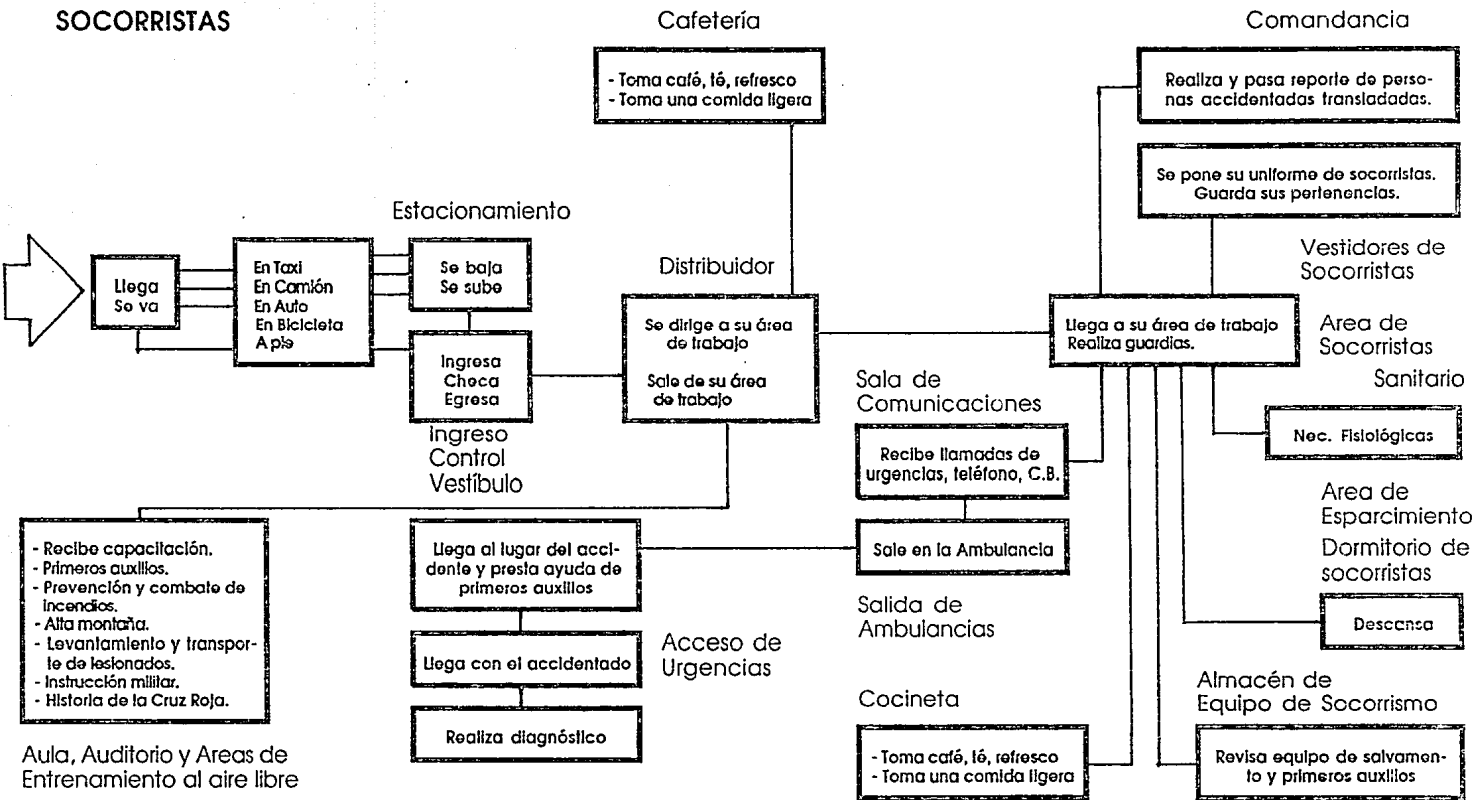 SOCORRISTAS
Cafetería
- Toma café, té, refresco
- Toma una comida ligera
Comandancia
Realiza y pasa reporte de perso-
nas accidentadas transladadas.
Se pone su uniforme de socorristas.
Guarda sus pertenencias.
Vestidores de
Socorristas
Estacionamiento
Llega
Se va
En Taxi
En Camión
En Auto
En Bicicleta
A pie
Se baja
Se sube
Ingresa
Checa
Egresa
Ingreso
Control
Vestíbulo
Distribuidor
Se dirige a su área
de trabajo
Sale de su área
de trabajo
Llega a su área de trabajo
Realiza guardias.
Area de
Socorristas
Sanitario
Nec. Fisiológicas
Sala de
Comunicaciones
Recibe llamadas de
urgencias, teléfono, C.B.
Sale en la Ambulancia
Salida de
Ambulancias
Area de
Esparcimiento
Dormitorio de
socorristas
Descansa
- Recibe capacitación.
- Primeros auxilios.
- Prevención y combate de
incendios.
- Alta montaña.
- Levantamiento y transpor-
te de lesionados.
- Instrucción militar.
- Historia de la Cruz Roja.
Aula, Auditorio y Areas de
Entrenamiento al aire libre
Llega al lugar del acci-
dente y presta ayuda de
primeros auxilios
Llega con el accidentado
Realiza diagnóstico
Acceso de
Urgencias
Cocineta
- Toma café, té, refresco
- Toma una comida ligera
Almacén de
Equipo de Socorrismo
Revisa equipo de salvamen-
to y primeros auxilios